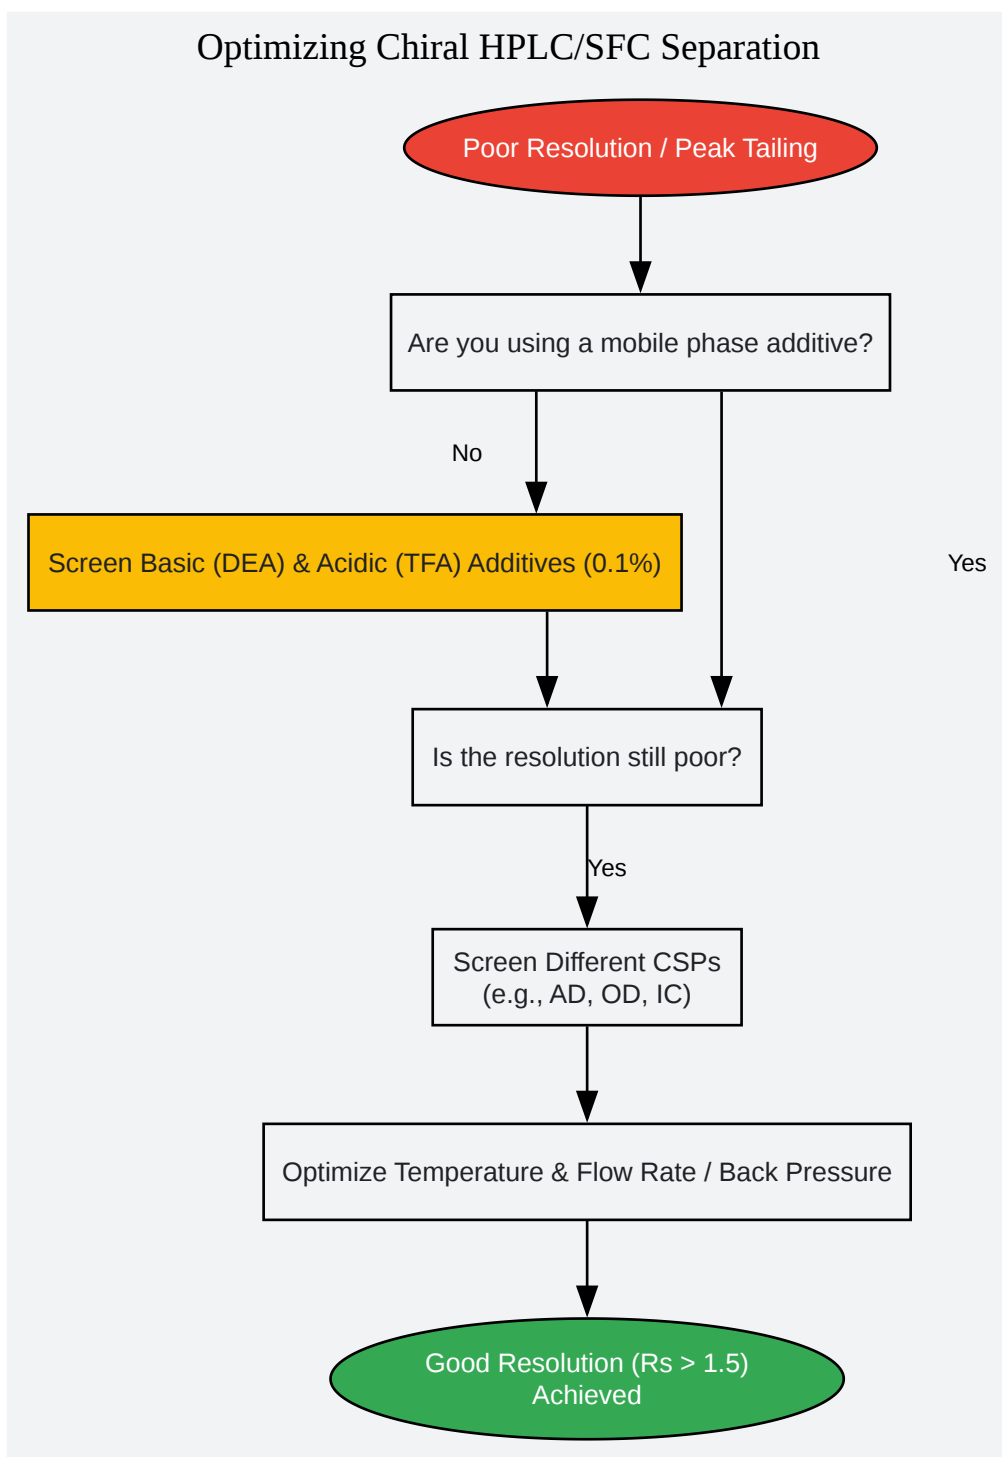 Optimizing Chiral HPLC/SFC Separation
Poor Resolution / Peak Tailing
Are you using a mobile phase additive?
No
Screen Basic (DEA) & Acidic (TFA) Additives (0.1%)
Yes
Is the resolution still poor?
Yes
Screen Different CSPs
(e.g., AD, OD, IC)
Optimize Temperature & Flow Rate / Back Pressure
Good Resolution (Rs > 1.5)
Achieved